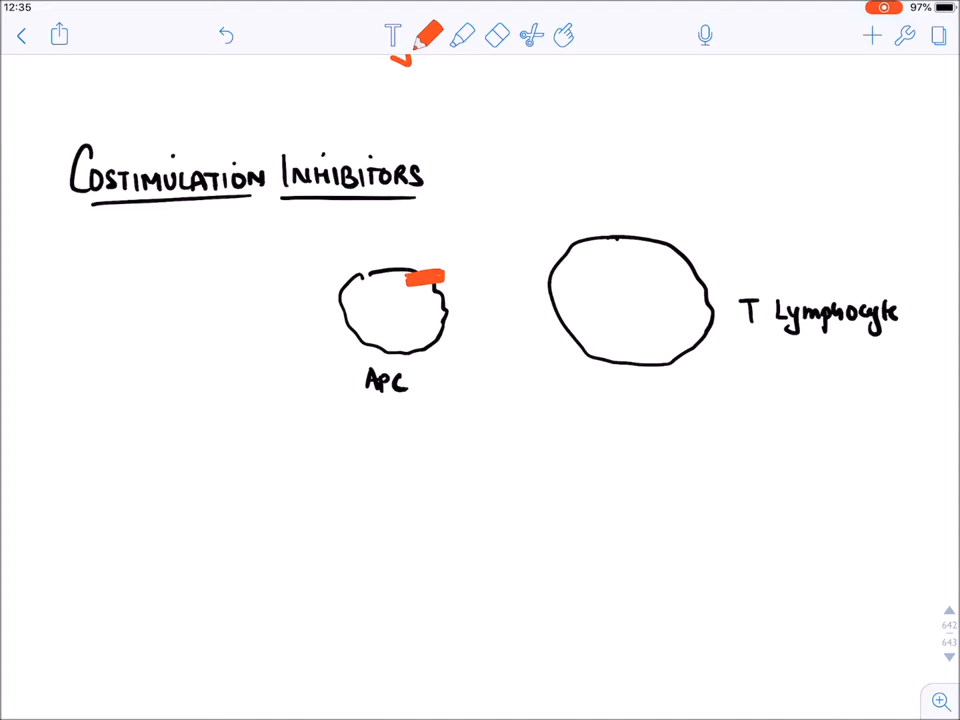 12:35
97%
T
COSTIMULATION INHIBITORS
T Lymphocyte
APC
642
643